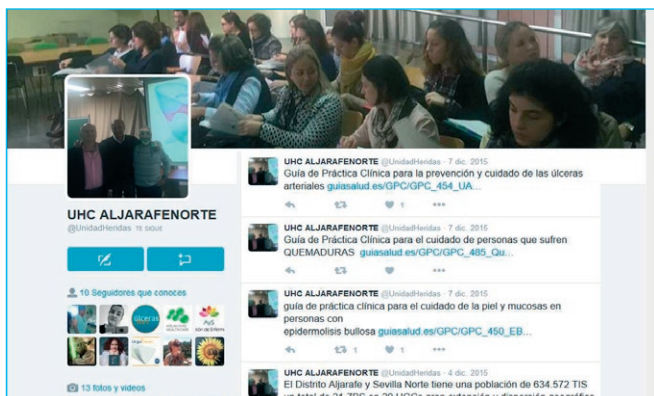 UHC ALJARAFENORTE
@UnidadHeridas TE SIGUE
10 Seguidores que conoces
úlceras
13 fotos y vídeos
UHC ALJARAFENORTE @UnidadHeridas · 7 dic. 2015
Guía de Práctica Clínica para la prevención y cuidado de las úlceras
arteriales guiasalud.es/GPC/GPC_454_UA...
1
UHC ALJARAFENORTE @UnidadHeridas · 7 dic. 2015
Guía de Práctica Clínica para el cuidado de personas que sufren
QUEMADURAS guiasalud.es/GPC/GPC_485_Qu...
UHC ALJARAFENORTE @UnidadHeridas · 7 dic. 2015
guía de práctica clínica para el cuidado de la piel y mucosas en
personas con
epidermolisis bullosa guiasalud.es/GPC/GPC_450_EB...
1 1
UHC ALJARAFENORTE @UnidadHeridas · 4 dic. 2015
El Distrito Aljarafe y Sevilla Norte tiene una población de 634.572 TIS